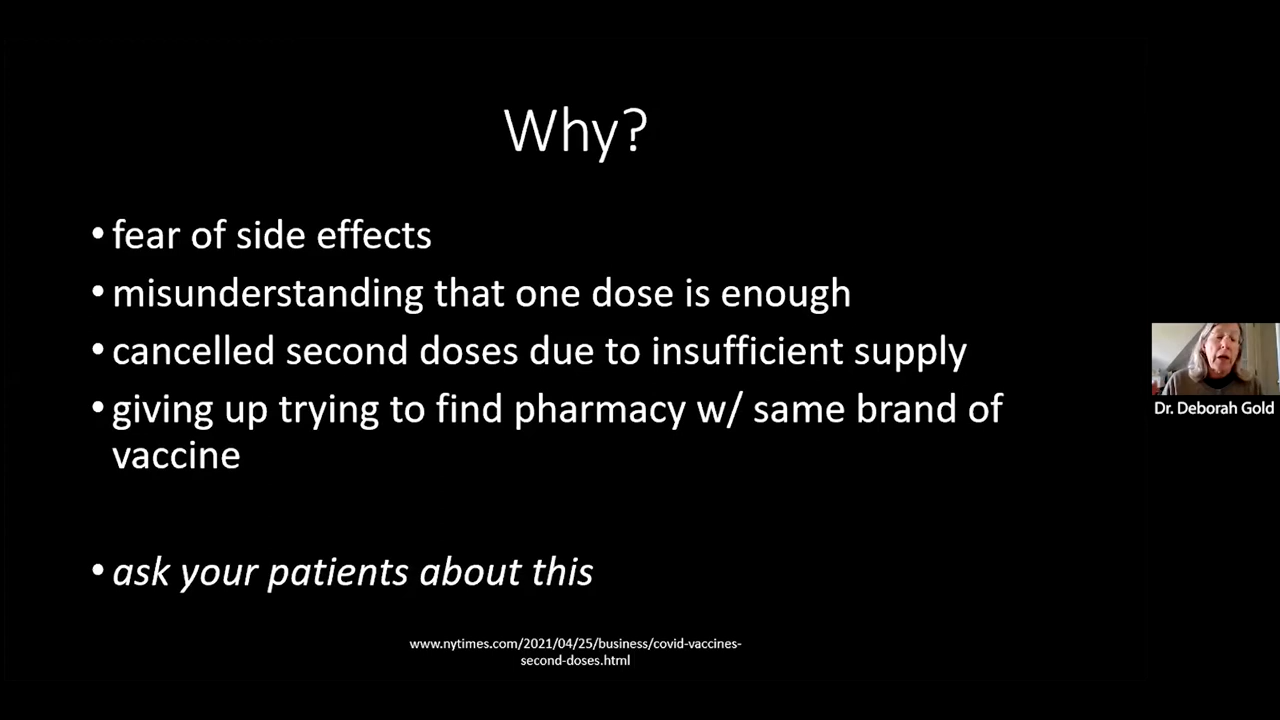 Why?
• fear of side effects
• misunderstanding that one dose is enough
• cancelled second doses due to insufficient supply
• giving up trying to find pharmacy w/ same brand of
vaccine
• ask your patients about this
www.nytimes.com/2021/04/25/business/covid-vaccines-
second-doses.html
Dr. Deborah Gold